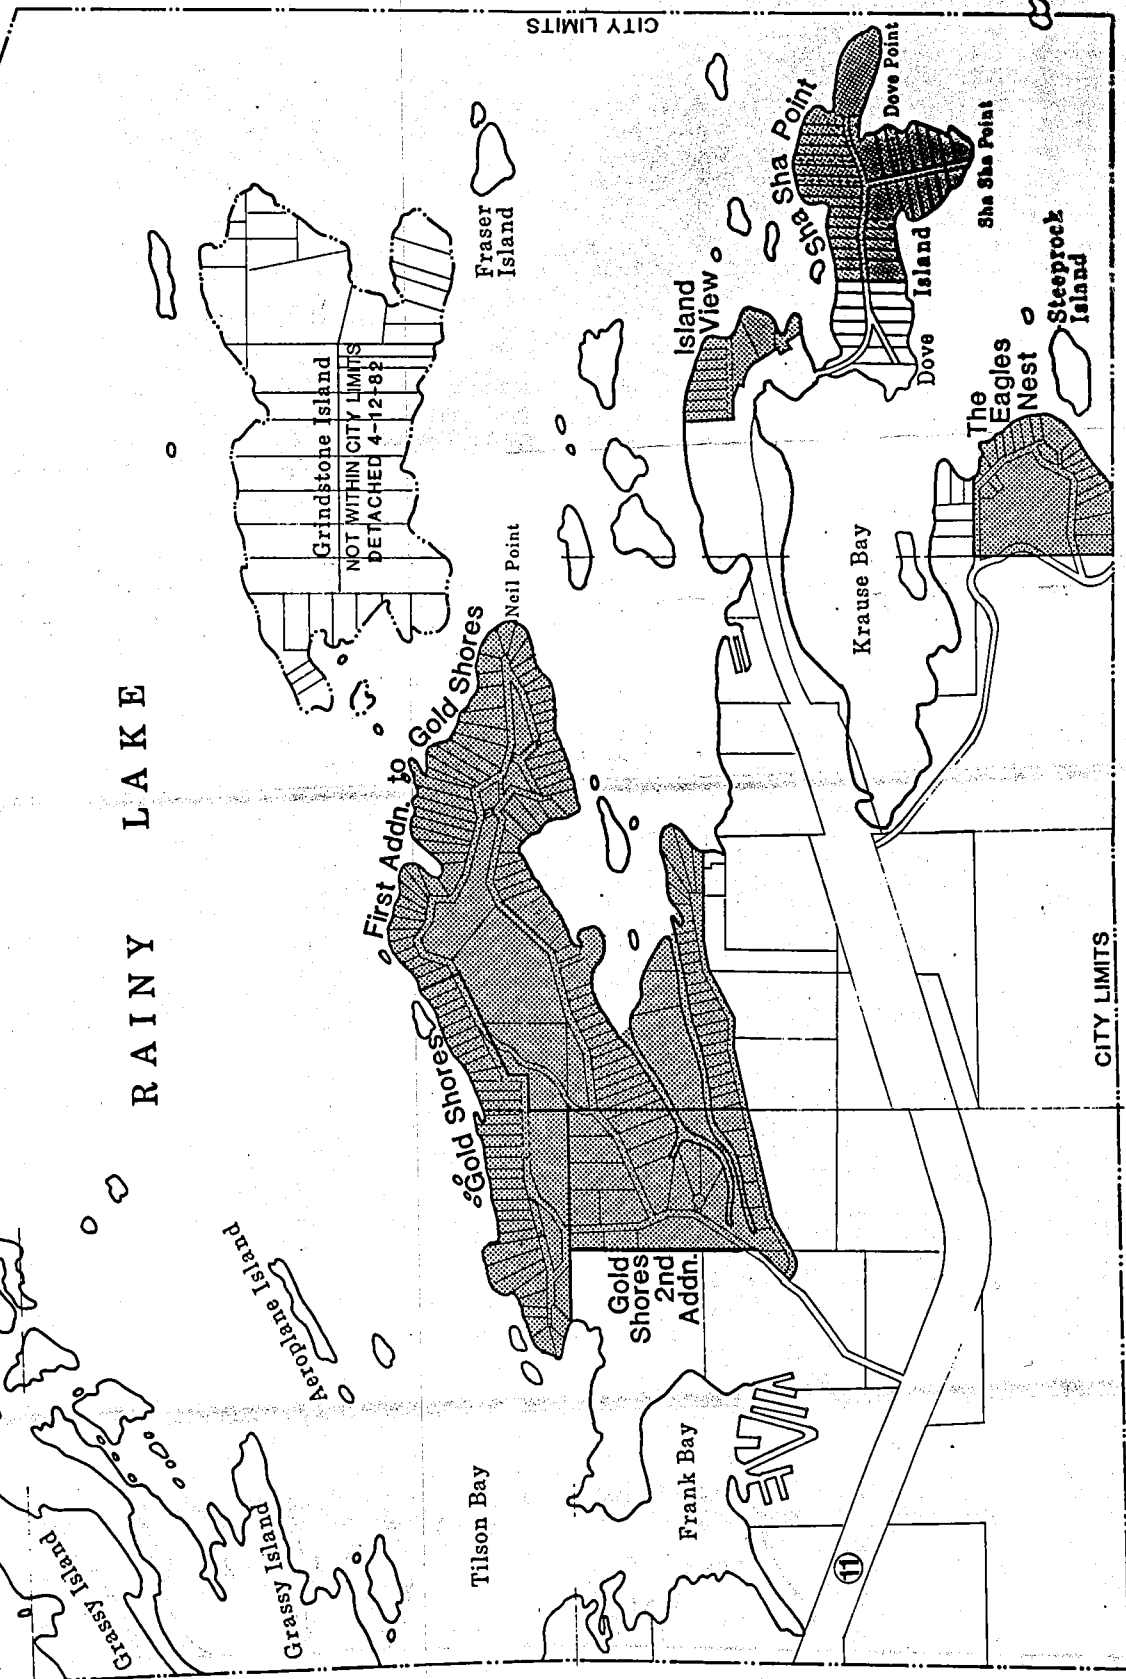 CITY LIMITS
RAINY LAKE
Grindstone Island
NOT WITHIN CITY LIMITS
DETACHED 4-12-82
Fraser
Island
Neil Point
First Addn. to Gold Shores
Gold Shores
Gold
Shores
2nd
Addn.
Aeroplane Island
Grassy Island
Grassy Island
Tilson Bay
Frank Bay
11
Island
View
Sha Sha Point
Dove Point
Sha Sha Point
Dove Island
Steeprock
Island
The
Eagles
Nest
Krause Bay
CITY LIMITS